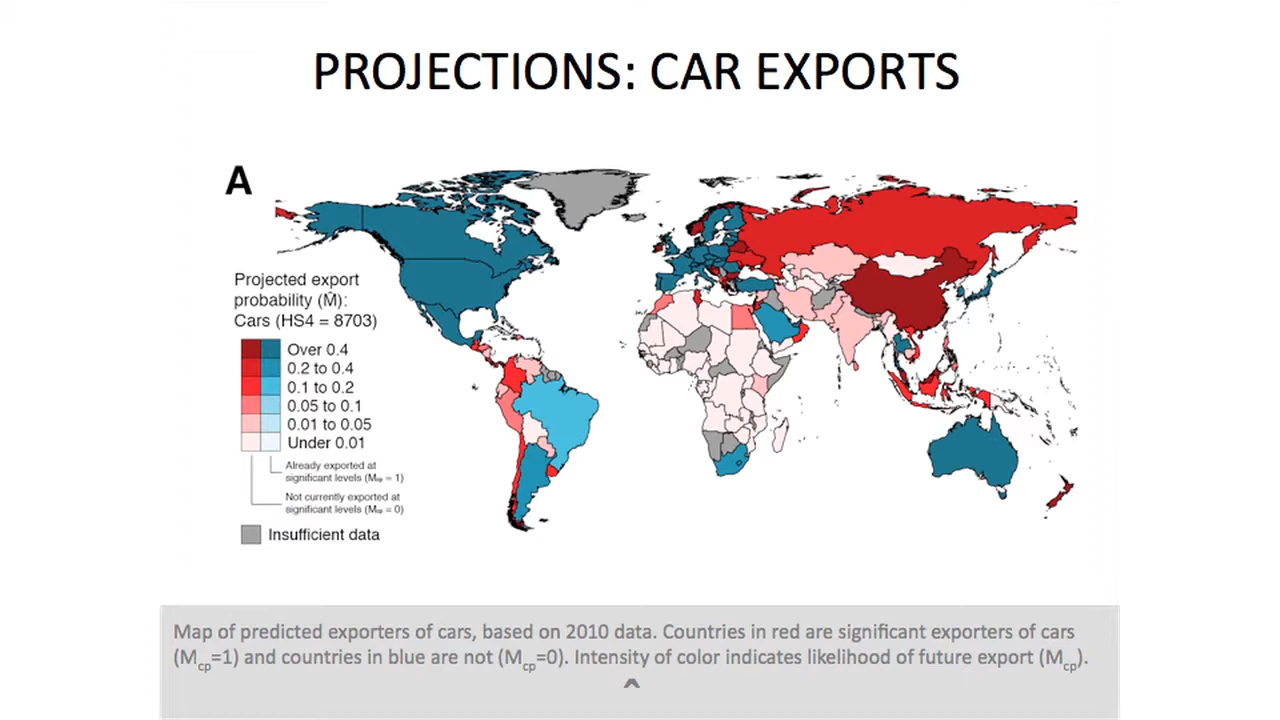 PROJECTIONS: CAR EXPORTS
A
Projected export
probability (M̂):
Cars (HS4 = 8703)
Over 0.4
0.2 to 0.4
0.1 to 0.2
0.05 to 0.1
0.01 to 0.05
Under 0.01
Already exported at
significant levels (Mcp = 1)
Not currently exported at
significant levels (Mcp = 0)
Insufficient data
Map of predicted exporters of cars, based on 2010 data. Countries in red are significant exporters of cars
(Mcp=1) and countries in blue are not (Mcp=0). Intensity of color indicates likelihood of future export (Mcp).
^